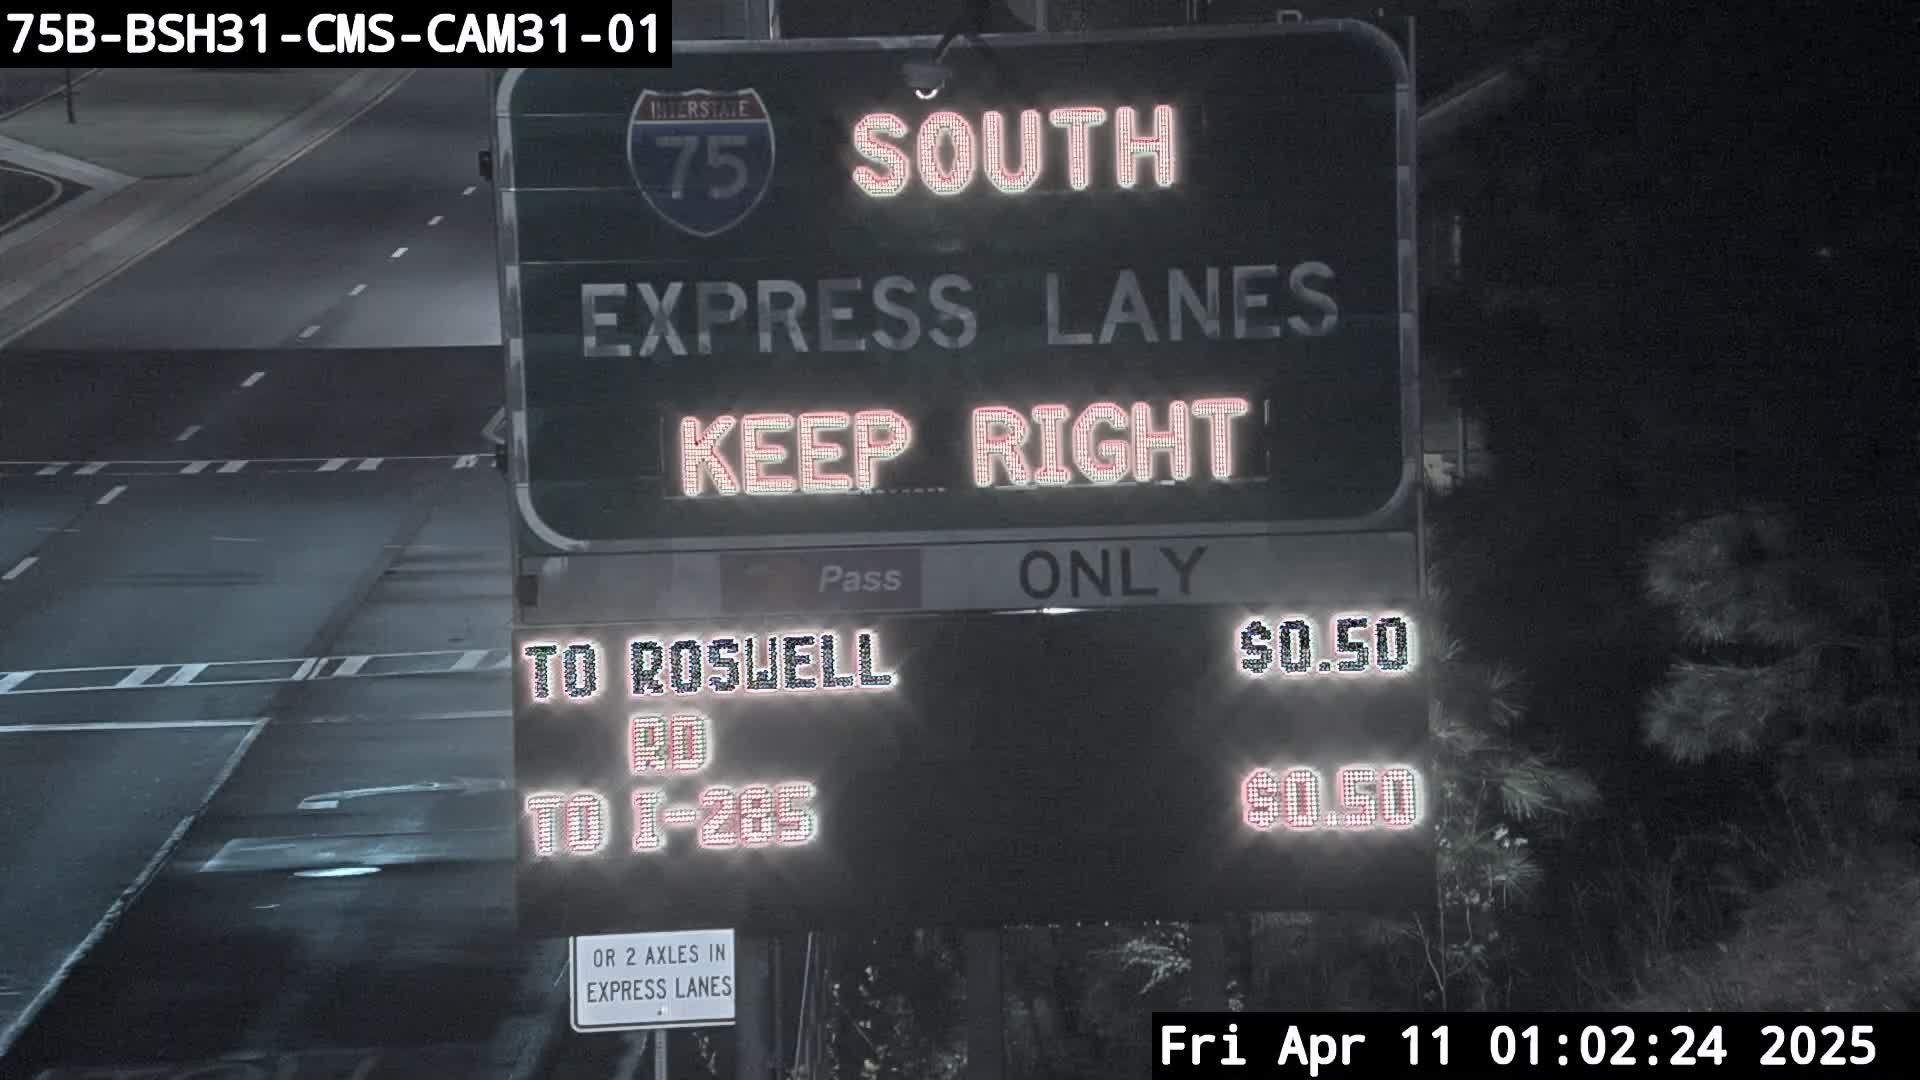 75B-BSH31-CMS-CAM31-01
INTERSTATE
75
SOUTH
EXPRESS LANES
KEEP RIGHT
Pass ONLY
TO ROSWELL $0.50
RD
TO I-285 $0.50
OR 2 AXLES IN
EXPRESS LANES
Fri Apr 11 01:02:24 2025